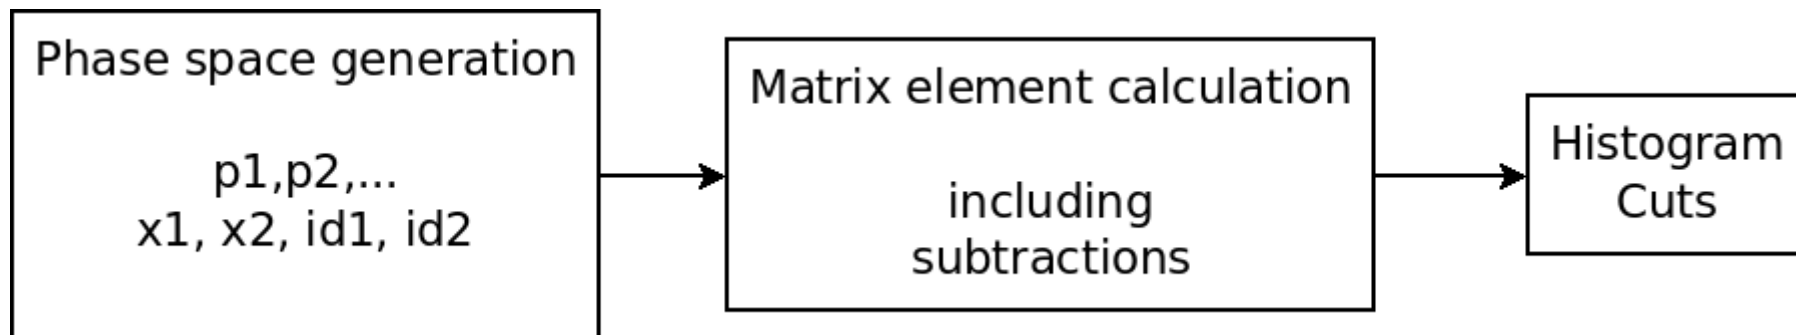 Phase space generation
p1,p2,...
x1, x2, id1, id2
Matrix element calculation
including
subtractions
Histogram
Cuts